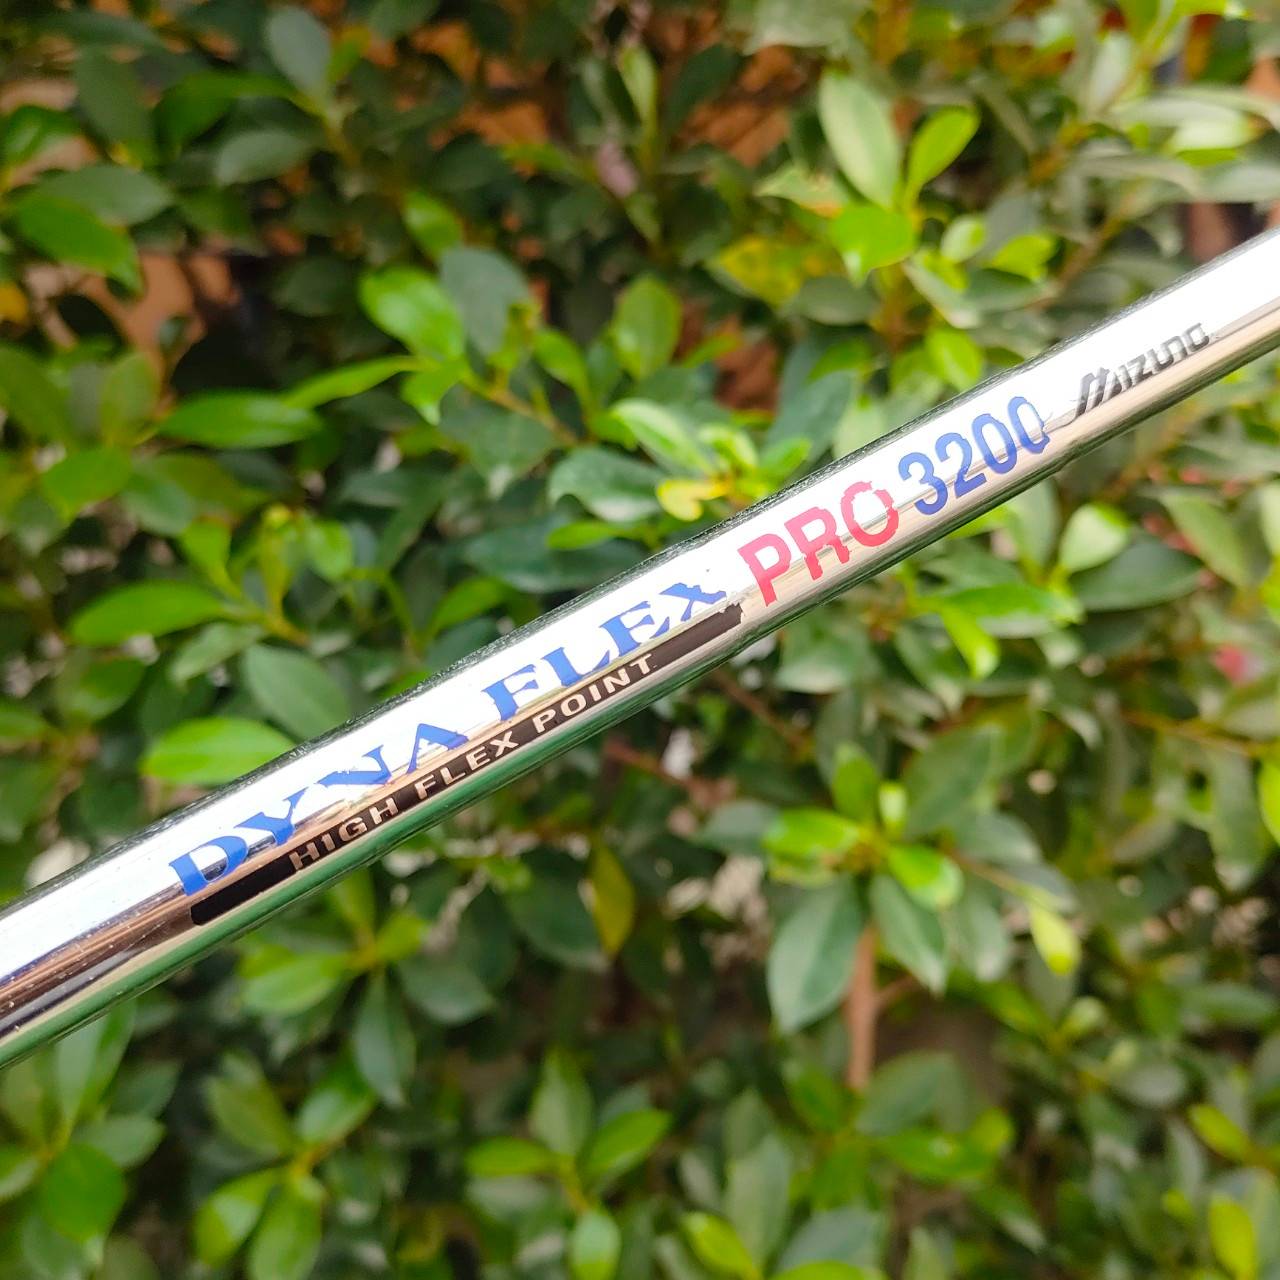 DYNA FLEX PRO 3200 MIZUNO
HIGH FLEX POINT